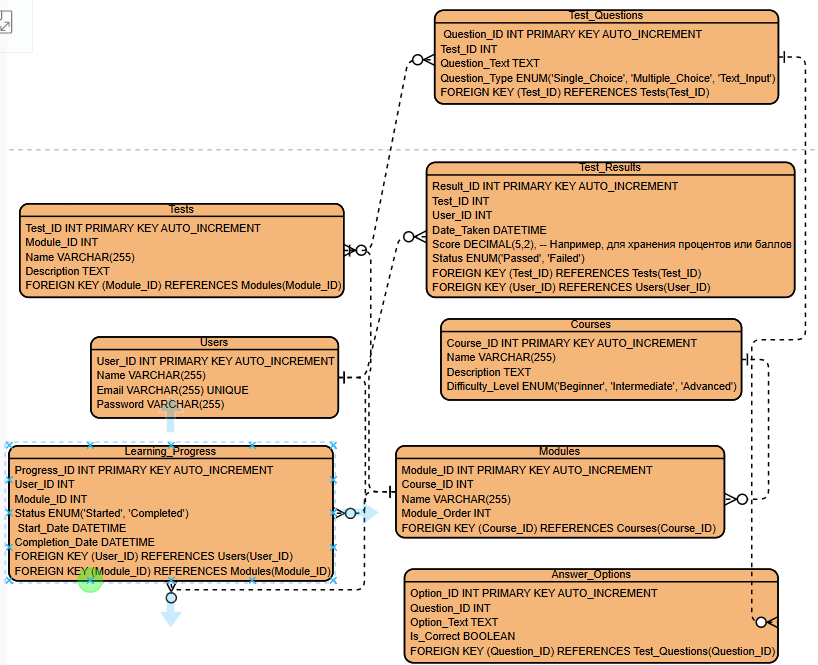 Test_Questions
Question_ID INT PRIMARY KEY AUTO_INCREMENT
Test_ID INT
Question_Text TEXT
Question_Type ENUM('Single_Choice', 'Multiple_Choice', 'Text_Input')
FOREIGN KEY (Test_ID) REFERENCES Tests(Test_ID)
Test_Results
Result_ID INT PRIMARY KEY AUTO_INCREMENT
Test_ID INT
User_ID INT
Date_Taken DATETIME
Score DECIMAL(5,2), -- Например, для хранения процентов или баллов
Status ENUM('Passed', 'Failed')
FOREIGN KEY (Test_ID) REFERENCES Tests(Test_ID)
FOREIGN KEY (User_ID) REFERENCES Users(User_ID)
Tests
Test_ID INT PRIMARY KEY AUTO_INCREMENT
Module_ID INT
Name VARCHAR(255)
Description TEXT
FOREIGN KEY (Module_ID) REFERENCES Modules(Module_ID)
Users
User_ID INT PRIMARY KEY AUTO_INCREMENT
Name VARCHAR(255)
Email VARCHAR(255) UNIQUE
Password VARCHAR(255)
Courses
Course_ID INT PRIMARY KEY AUTO_INCREMENT
Name VARCHAR(255)
Description TEXT
Difficulty_Level ENUM('Beginner', 'Intermediate', 'Advanced')
Learning_Progress
Progress_ID INT PRIMARY KEY AUTO_INCREMENT
User_ID INT
Module_ID INT
Status ENUM('Started', 'Completed')
Start_Date DATETIME
Completion_Date DATETIME
FOREIGN KEY (User_ID) REFERENCES Users(User_ID)
FOREIGN KEY (Module_ID) REFERENCES Modules(Module_ID)
Modules
Module_ID INT PRIMARY KEY AUTO_INCREMENT
Course_ID INT
Name VARCHAR(255)
Module_Order INT
FOREIGN KEY (Course_ID) REFERENCES Courses(Course_ID)
Answer_Options
Option_ID INT PRIMARY KEY AUTO_INCREMENT
Question_ID INT
Option_Text TEXT
Is_Correct BOOLEAN
FOREIGN KEY (Question_ID) REFERENCES Test_Questions(Question_ID)